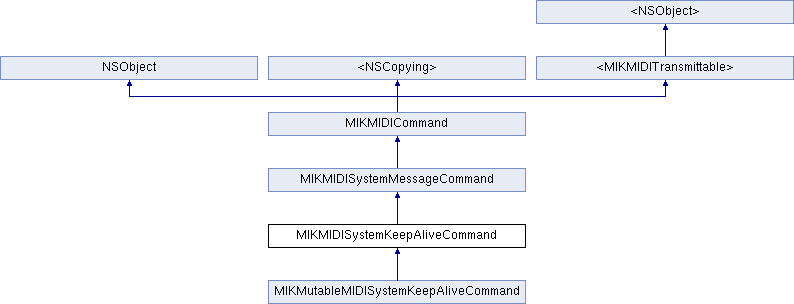 <NSObject>
NSObject
<NSCopying>
<MIKMIDITransmittable>
MIKMIDICommand
MIKMIDISystemMessageCommand
MIKMIDISystemKeepAliveCommand
MIKMutableMIDISystemKeepAliveCommand